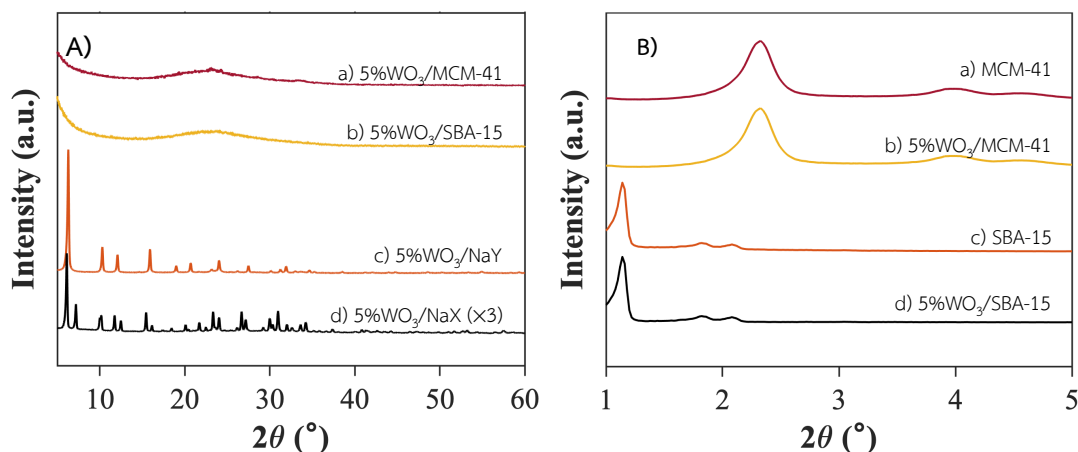 A)
a) 5%WO₃/MCM-41
b) 5%WO₃/SBA-15
c) 5%WO₃/NaY
d) 5%WO₃/NaX (×3)
Intensity (a.u.)
10 20 30 40 50 60
2θ (°)
B)
a) MCM-41
b) 5%WO₃/MCM-41
c) SBA-15
d) 5%WO₃/SBA-15
Intensity (a.u.)
1 2 3 4 5
2θ (°)